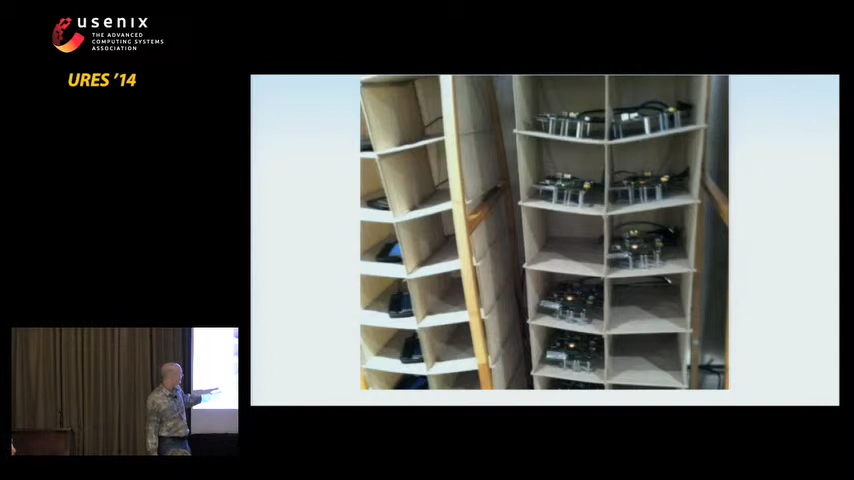 usenix
THE ADVANCED
COMPUTING SYSTEMS
ASSOCIATION
URES '14